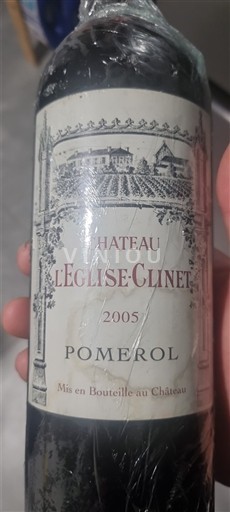 CHATEAU
VINIOU
L'EGLISE-CLINET
2005
POMEROL
Mis en Bouteille au Château